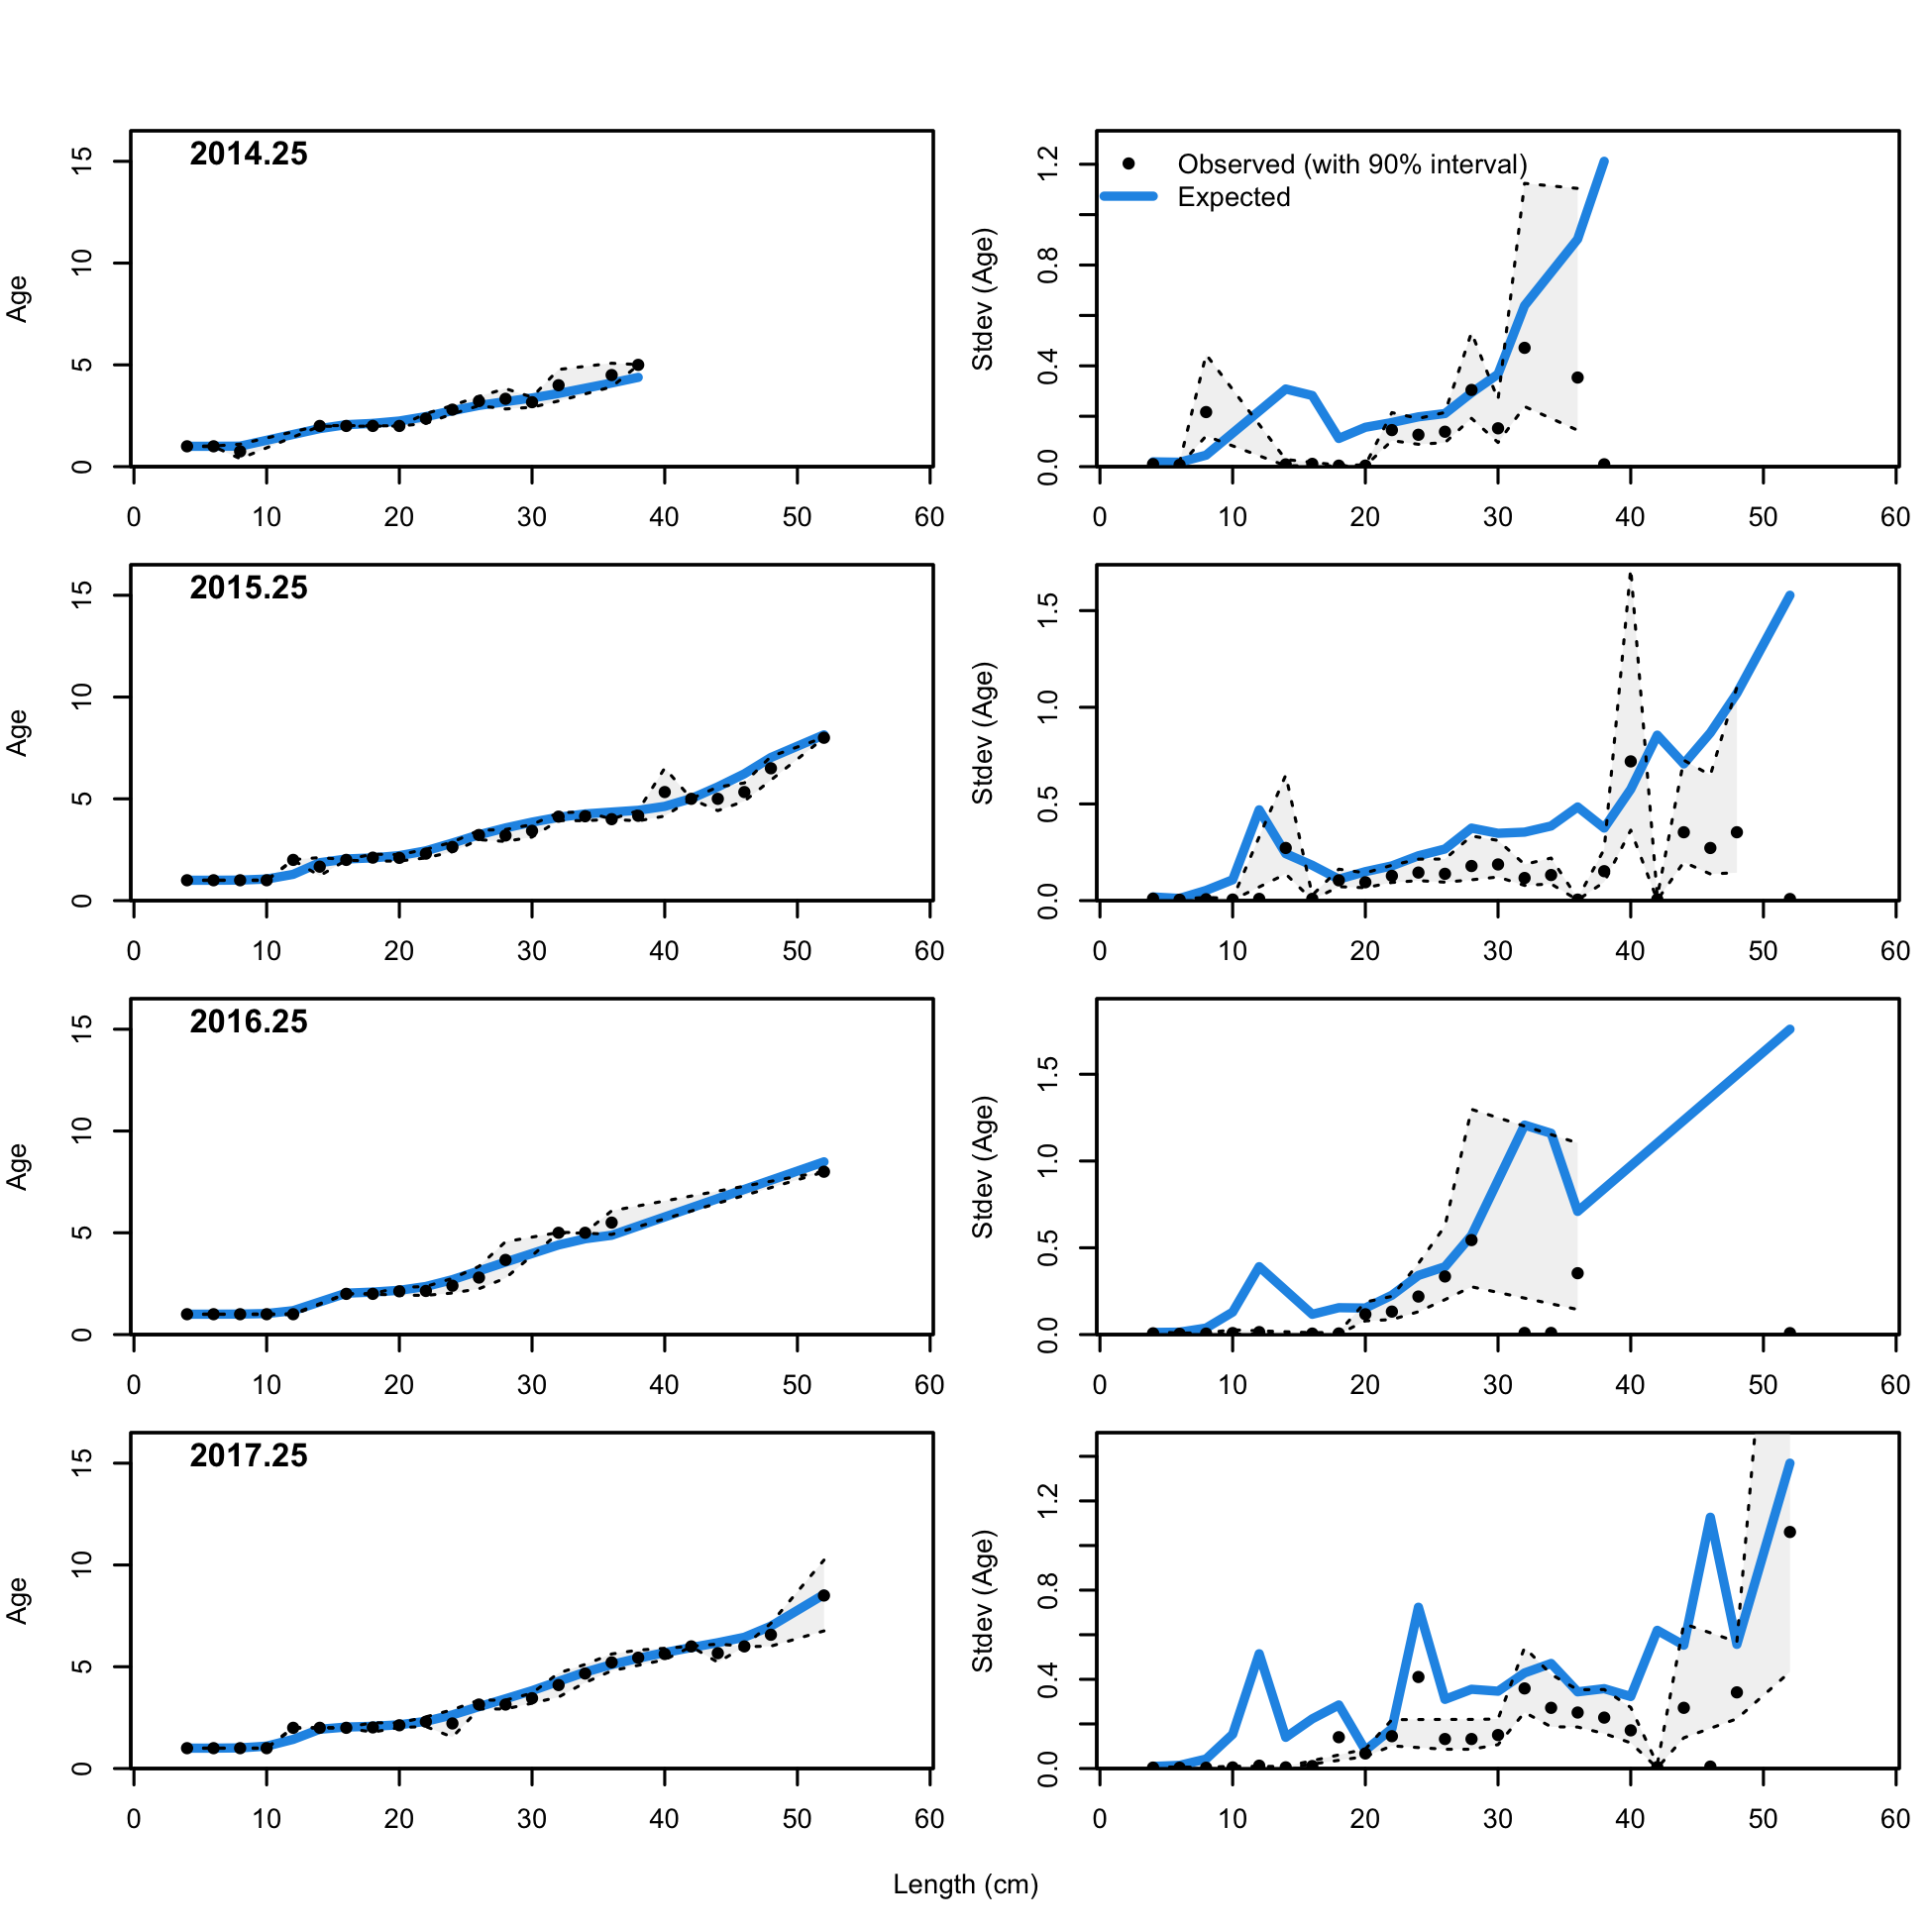 2014.25
Age
0 5 10 15
0 10 20 30 40 50 60
Observed (with 90% interval)
Expected
Stdev (Age)
0.0 0.4 0.8 1.2
0 10 20 30 40 50 60
2015.25
Age
0 5 10 15
0 10 20 30 40 50 60
Stdev (Age)
0.0 0.5 1.0 1.5
0 10 20 30 40 50 60
2016.25
Age
0 5 10 15
0 10 20 30 40 50 60
Stdev (Age)
0.0 0.5 1.0 1.5
0 10 20 30 40 50 60
2017.25
Age
0 5 10 15
0 10 20 30 40 50 60
Stdev (Age)
0.0 0.4 0.8 1.2
0 10 20 30 40 50 60
Length (cm)